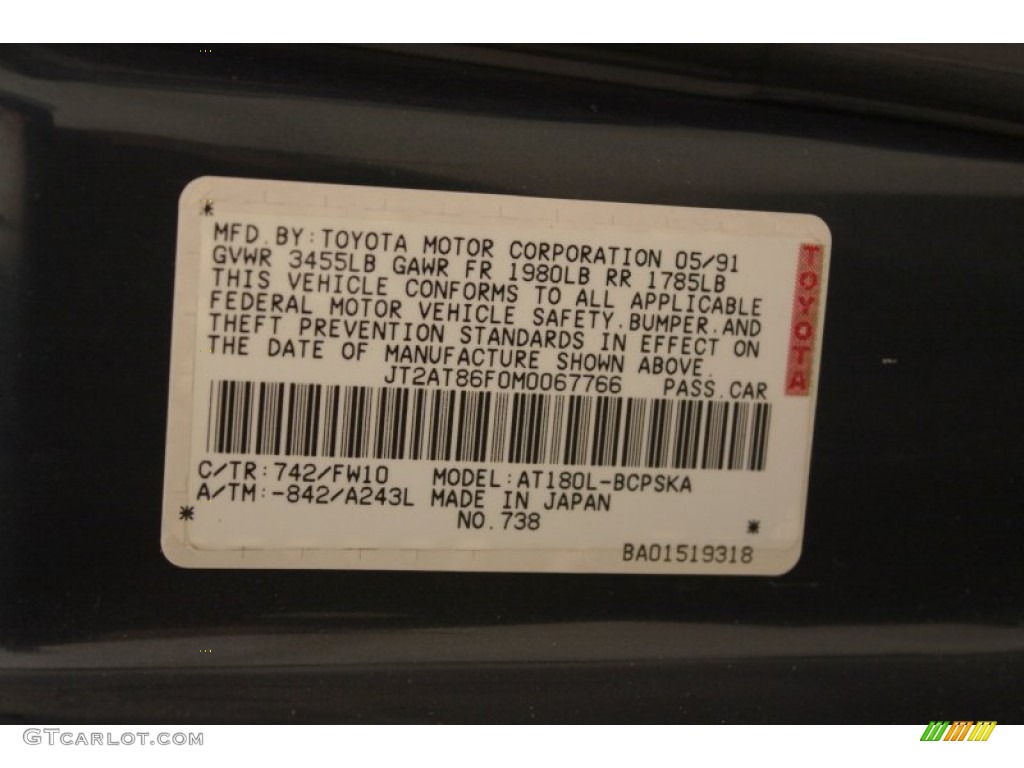 MFD.BY:TOYOTA MOTOR CORPORATION 05/91
GVWR 3455LB GAWR FR 1980LB RR 1785LB
THIS VEHICLE CONFORMS TO ALL APPLICABLE
FEDERAL MOTOR VEHICLE SAFETY,BUMPER,AND
THEFT PREVENTION STANDARDS IN EFFECT ON
THE DATE OF MANUFACTURE SHOWN ABOVE.
JT2AT86F0M0067766 PASS.CAR
TOYOTA
C/TR:742/FW10 MODEL:AT180L-BCPSKA
A/TM:-842/A243L MADE IN JAPAN
NO.738
BA01519318
GTCarlot.com